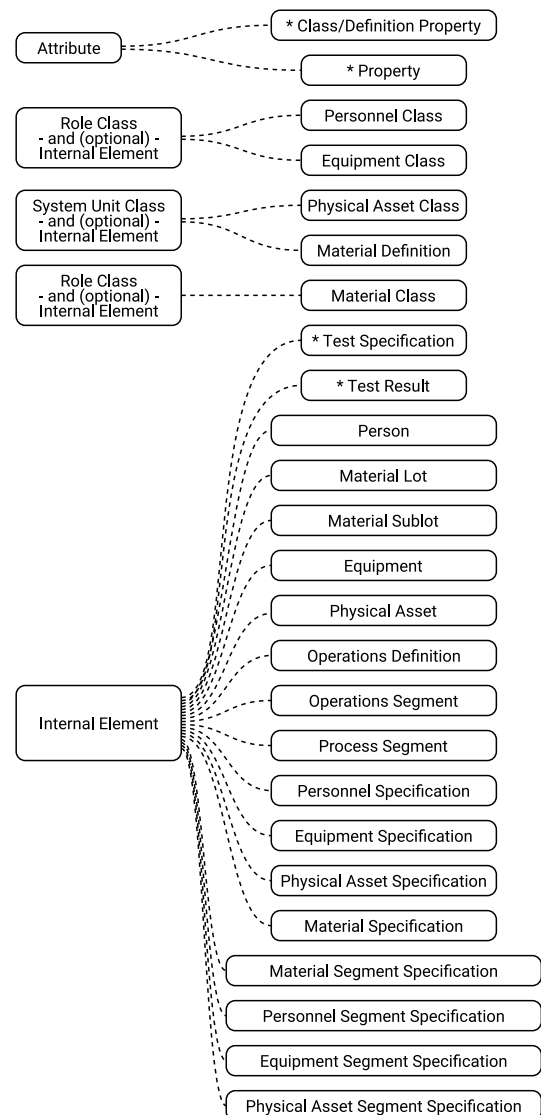 Attribute
* Class/Definition Property
* Property
Role Class
- and (optional) -
Internal Element
Personnel Class
Equipment Class
System Unit Class
- and (optional) -
Internal Element
Physical Asset Class
Material Definition
Role Class
- and (optional) -
Internal Element
Material Class
Internal Element
* Test Specification
* Test Result
Person
Material Lot
Material Sublot
Equipment
Physical Asset
Operations Definition
Operations Segment
Process Segment
Personnel Specification
Equipment Specification
Physical Asset Specification
Material Specification
Material Segment Specification
Personnel Segment Specification
Equipment Segment Specification
Physical Asset Segment Specification